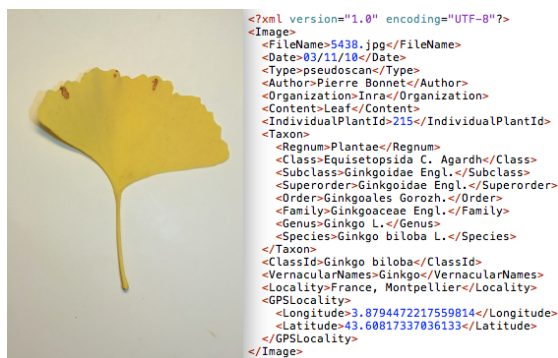 <?xml version="1.0" encoding="UTF-8"?>
<Image>
<FileName>5438.jpg</FileName>
<Date>03/11/10</Date>
<Type>pseudoscan</Type>
<Author>Pierre Bonnet</Author>
<Organization>Inra</Organization>
<Content>Leaf</Content>
<IndividualPlantId>215</IndividualPlantId>
<Taxon>
<Regnum>Plantae</Regnum>
<Class>Equisetopsida C. Agardh</Class>
<Subclass>Ginkgoidae Engl.</Subclass>
<Superorder>Ginkgoidae Engl.</Superorder>
<Order>Ginkgoales Gorozh.</Order>
<Family>Ginkgoaceae Engl.</Family>
<Genus>Ginkgo L.</Genus>
<Species>Ginkgo biloba L.</Species>
</Taxon>
<ClassId>Ginkgo biloba</ClassId>
<VernacularNames>Ginkgo</VernacularNames>
<Locality>France, Montpellier</Locality>
<GPSLocality>
<Longitude>3.8794472217559814</Longitude>
<Latitude>43.60817337036133</Latitude>
</GPSLocality>
</Image>